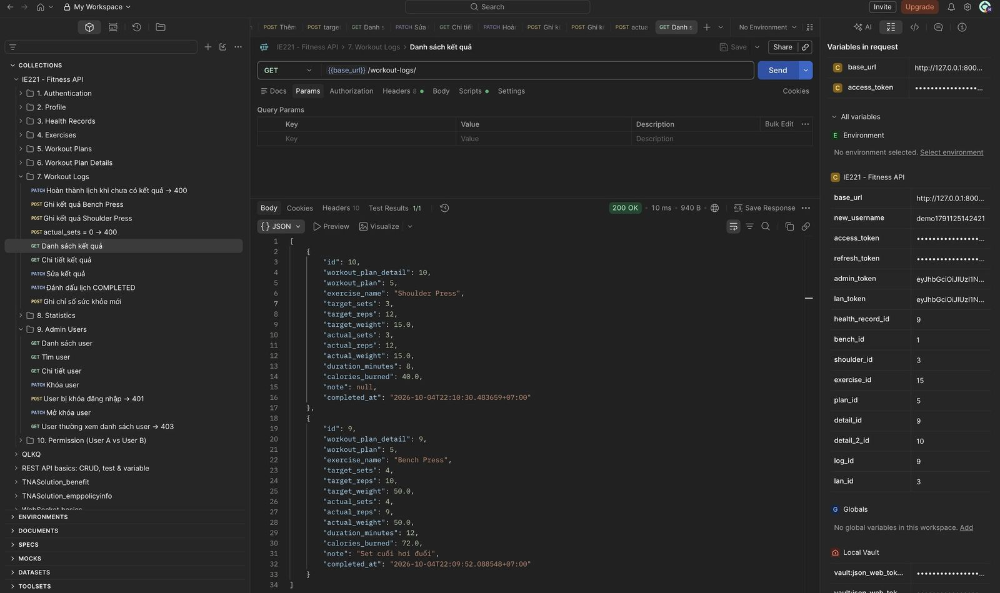 My Workspace
Search
Invite
Upgrade
POST Thêm
POST targe
GET Danh s
PATCH Sửa
GET Chi tiế
PATCH Hoàn
POST Ghi k
POST Ghi k
POST actua
GET Danh s
No Environment
AI
IE221 - Fitness API > 7. Workout Logs > Danh sách kết quả
Save
Share
Variables in request
COLLECTIONS
IE221 - Fitness API
1. Authentication
2. Profile
3. Health Records
4. Exercises
5. Workout Plans
6. Workout Plan Details
7. Workout Logs
PATCH Hoàn thành lịch khi chưa có kết quả → 400
POST Ghi kết quả Bench Press
POST Ghi kết quả Shoulder Press
POST actual_sets = 0 → 400
GET Danh sách kết quả
GET Chi tiết kết quả
PATCH Sửa kết quả
PATCH Đánh dấu lịch COMPLETED
POST Ghi chỉ số sức khỏe mới
8. Statistics
9. Admin Users
GET Danh sách user
GET Tìm user
GET Chi tiết user
PATCH Khóa user
POST User bị khóa đăng nhập → 401
PATCH Mở khóa user
GET User thường xem danh sách user → 403
10. Permission (User A vs User B)
QLKQ
REST API basics: CRUD, test & variable
TNASolution_benefit
TNASolution_emppolicyinfo
WebSocket basics
ENVIRONMENTS
DOCUMENTS
SPECS
MOCKS
DATASETS
TOOLSETS
GET
{{base_url}} /workout-logs/
Send
Docs
Params
Authorization
Headers 8
Body
Scripts
Settings
Cookies
Query Params
Key
Value
Description
Bulk Edit
Key
Value
Description
Body
Cookies
Headers 10
Test Results 1/1
200 OK
10 ms
940 B
e.g. Save Response
{} JSON
Preview
Visualize
1 [
2 {
3 "id": 10,
4 "workout_plan_detail": 10,
5 "workout_plan": 5,
6 "exercise_name": "Shoulder Press",
7 "target_sets": 3,
8 "target_reps": 12,
9 "target_weight": 15.0,
10 "actual_sets": 3,
11 "actual_reps": 12,
12 "actual_weight": 15.0,
13 "duration_minutes": 8,
14 "calories_burned": 40.0,
15 "note": null,
16 "completed_at": "2026-10-04T22:10:30.483659+07:00"
17 },
18 {
19 "id": 9,
20 "workout_plan_detail": 9,
21 "workout_plan": 5,
22 "exercise_name": "Bench Press",
23 "target_sets": 4,
24 "target_reps": 10,
25 "target_weight": 50.0,
26 "actual_sets": 4,
27 "actual_reps": 9,
28 "actual_weight": 50.0,
29 "duration_minutes": 12,
30 "calories_burned": 72.0,
31 "note": "Set cuối hơi đuối",
32 "completed_at": "2026-10-04T22:09:52.088548+07:00"
33 }
34 ]
C base_url http://127.0.0.1:800...
C access_token ••••••••••••••••...
All variables
E Environment
No environment selected. Select environment
C IE221 - Fitness API
base_url http://127.0.0.1:800...
new_username demo1791125142421
access_token ••••••••••••••••...
refresh_token ••••••••••••••••...
admin_token eyJhbGciOiJIUzI1N...
lan_token eyJhbGciOiJIUzI1N...
health_record_id 9
bench_id 1
shoulder_id 3
exercise_id 15
plan_id 5
detail_id 9
detail_2_id 10
log_id 9
lan_id 3
G Globals
No global variables in this workspace. Add
Local Vault
vault:json_web_tok... ••••••••••••••••...
vault:json_web_tok...